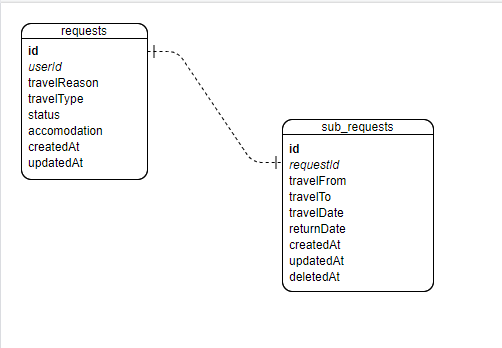 requests
id
userId
travelReason
travelType
status
accomodation
createdAt
updatedAt
sub_requests
id
requestId
travelFrom
travelTo
travelDate
returnDate
createdAt
updatedAt
deletedAt